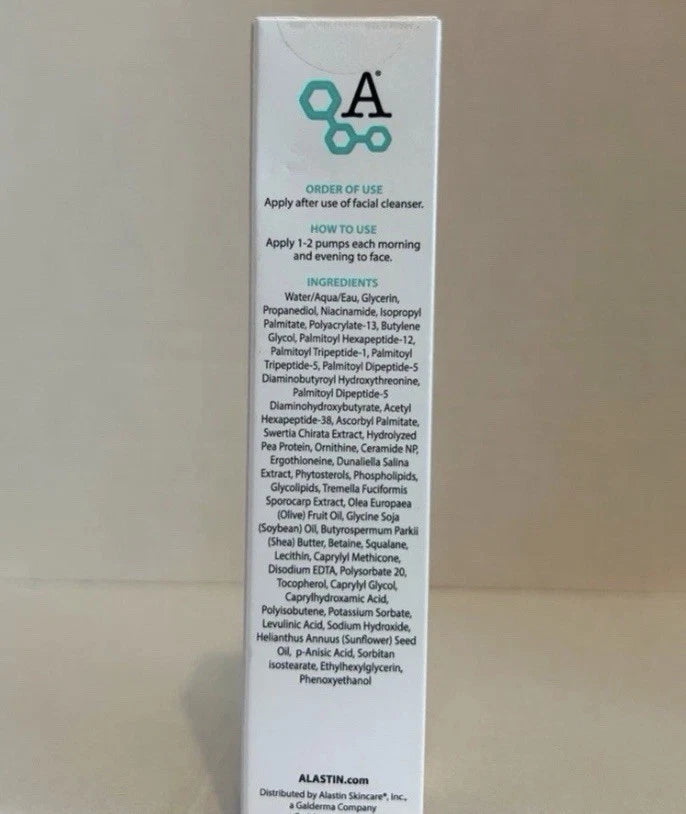 A®
ORDER OF USE
Apply after use of facial cleanser.
HOW TO USE
Apply 1-2 pumps each morning
and evening to face.
INGREDIENTS
Water/Aqua/Eau, Glycerin,
Propanediol, Niacinamide, Isopropyl
Palmitate, Polyacrylate-13, Butylene
Glycol, Palmitoyl Hexapeptide-12,
Palmitoyl Tripeptide-1, Palmitoyl
Tripeptide-5, Palmitoyl Dipeptide-5
Diaminobutyroyl Hydroxythreonine,
Palmitoyl Dipeptide-5
Diaminohydroxybutyrate, Acetyl
Hexapeptide-38, Ascorbyl Palmitate,
Swertia Chirata Extract, Hydrolyzed
Pea Protein, Ornithine, Ceramide NP,
Ergothioneine, Dunaliella Salina
Extract, Phytosterols, Phospholipids,
Glycolipids, Tremella Fuciformis
Sporocarp Extract, Olea Europaea
(Olive) Fruit Oil, Glycine Soja
(Soybean) Oil, Butyrospermum Parkii
(Shea) Butter, Betaine, Squalane,
Lecithin, Caprylyl Methicone,
Disodium EDTA, Polysorbate 20,
Tocopherol, Caprylyl Glycol,
Caprylhydroxamic Acid,
Polyisobutene, Potassium Sorbate,
Levulinic Acid, Sodium Hydroxide,
Helianthus Annuus (Sunflower) Seed
Oil, p-Anisic Acid, Sorbitan
isostearate, Ethylhexylglycerin,
Phenoxyethanol
ALASTIN.com
Distributed by Alastin Skincare®, Inc.,
a Galderma Company